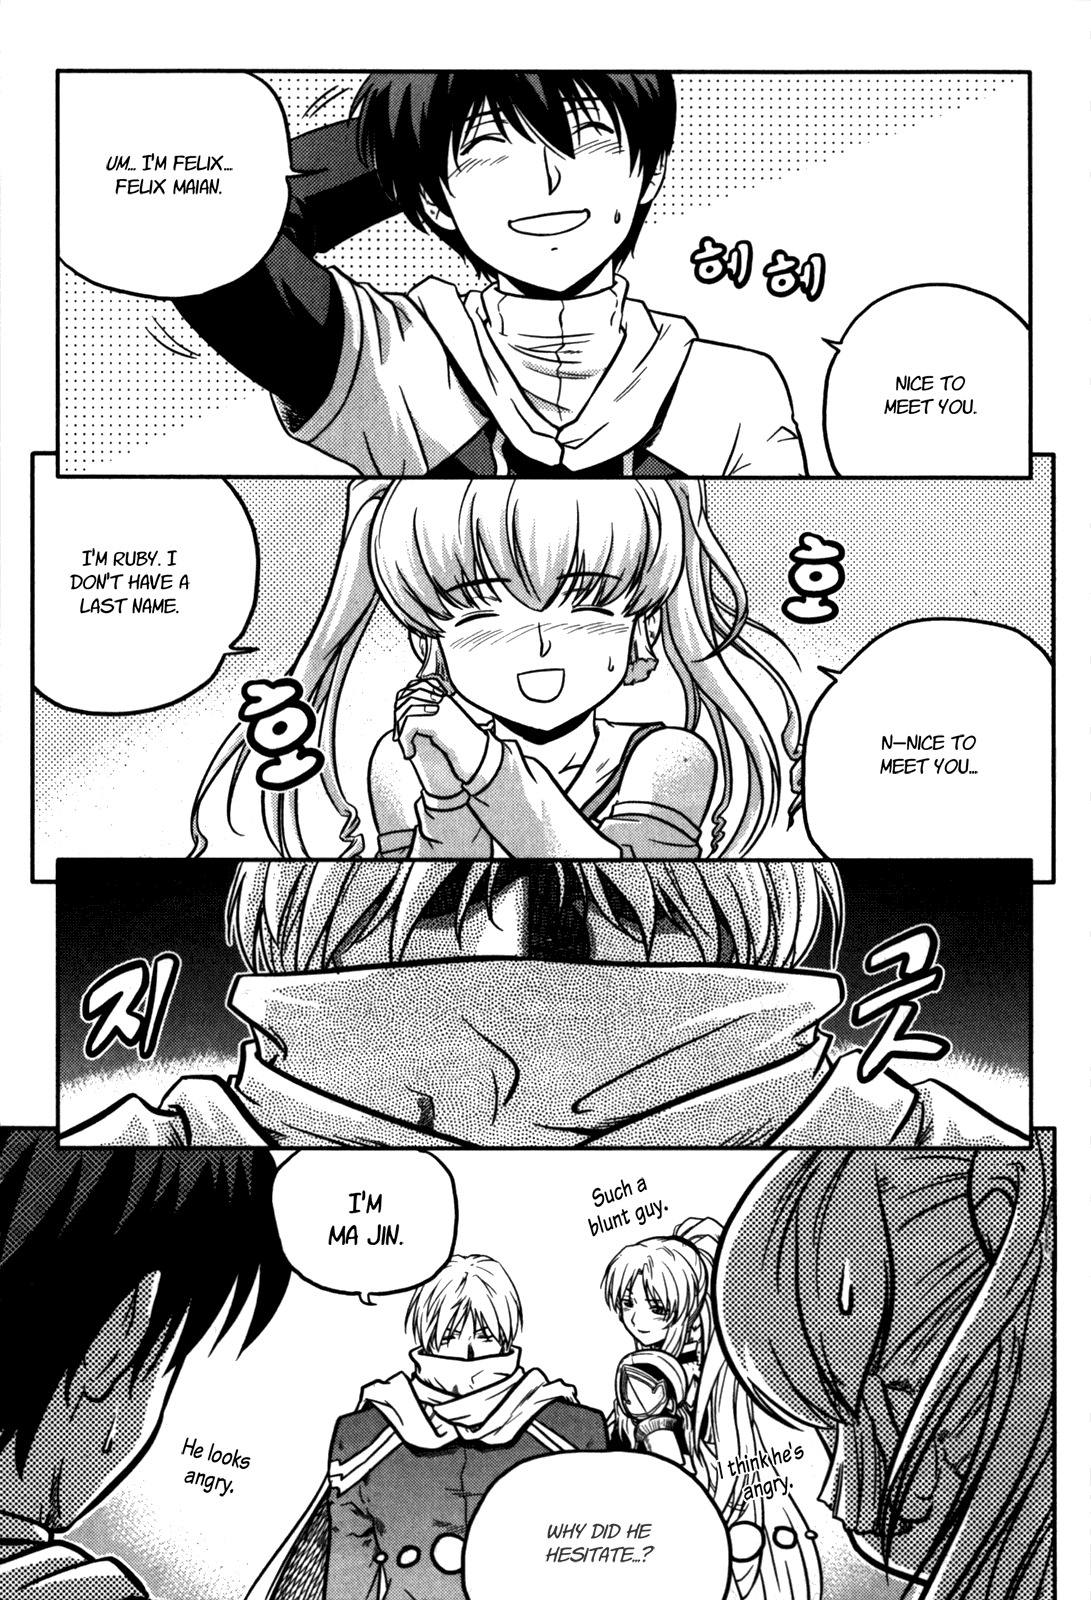 UM... I'M FELIX...
FELIX MAIAN.
헤헤
NICE TO
MEET YOU.
I'M RUBY. I
DON'T HAVE A
LAST NAME.
호
호
N-NICE TO
MEET YOU...
지
긋
I'M
MA JIN.
Such a
blunt guy.
He looks
angry.
I think he's
angry.
WHY DID HE
HESITATE...?